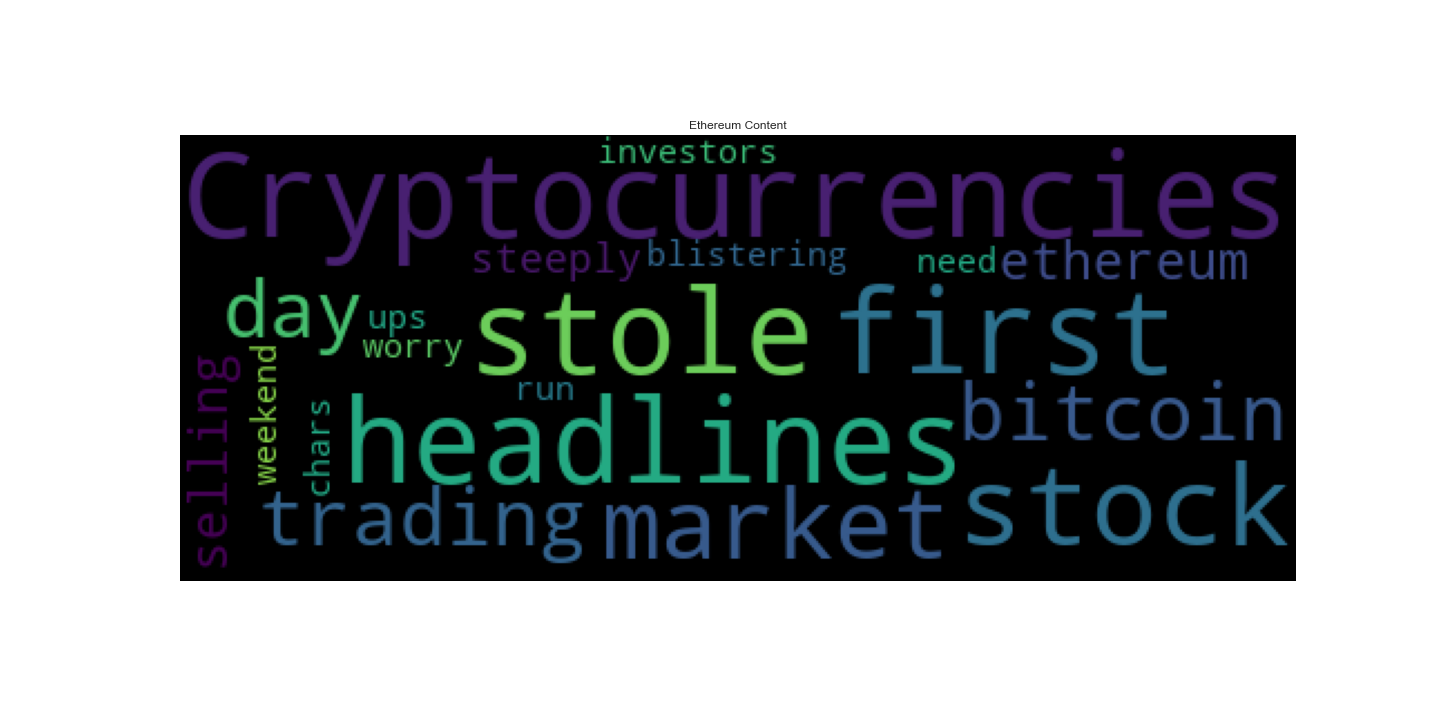 Ethereum Content
investors
Cryptocurrencies
steeply
blistering
need
ethereum
day
ups
worry
stole
first
selling
weekend
chars
run
headlines
bitcoin
trading
market
stock